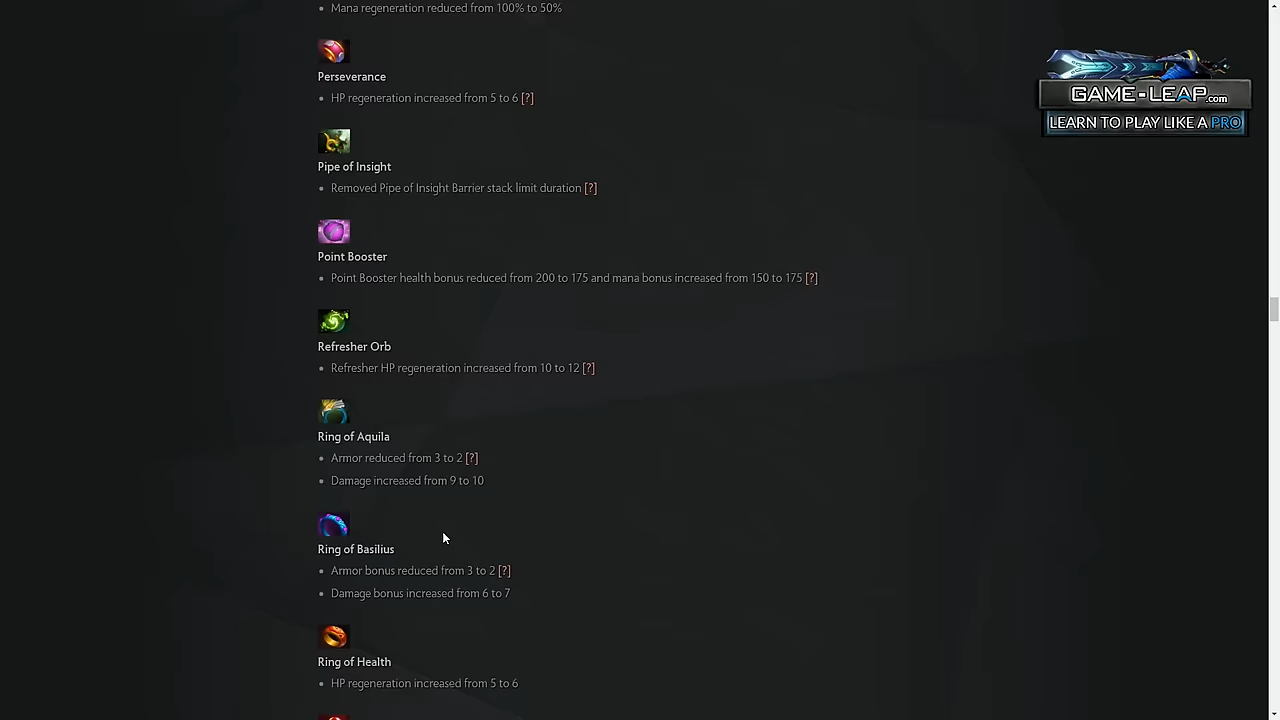 Mana regeneration reduced from 100% to 50%
Perseverance
HP regeneration increased from 5 to 6 [?]
Pipe of Insight
Removed Pipe of Insight Barrier stack limit duration [?]
Point Booster
Point Booster health bonus reduced from 200 to 175 and mana bonus increased from 150 to 175 [?]
Refresher Orb
Refresher HP regeneration increased from 10 to 12 [?]
Ring of Aquila
Armor reduced from 3 to 2 [?]
Damage increased from 9 to 10
Ring of Basilius
Armor bonus reduced from 3 to 2 [?]
Damage bonus increased from 6 to 7
Ring of Health
HP regeneration increased from 5 to 6
GAME-LEAP.com
LEARN TO PLAY LIKE A PRO